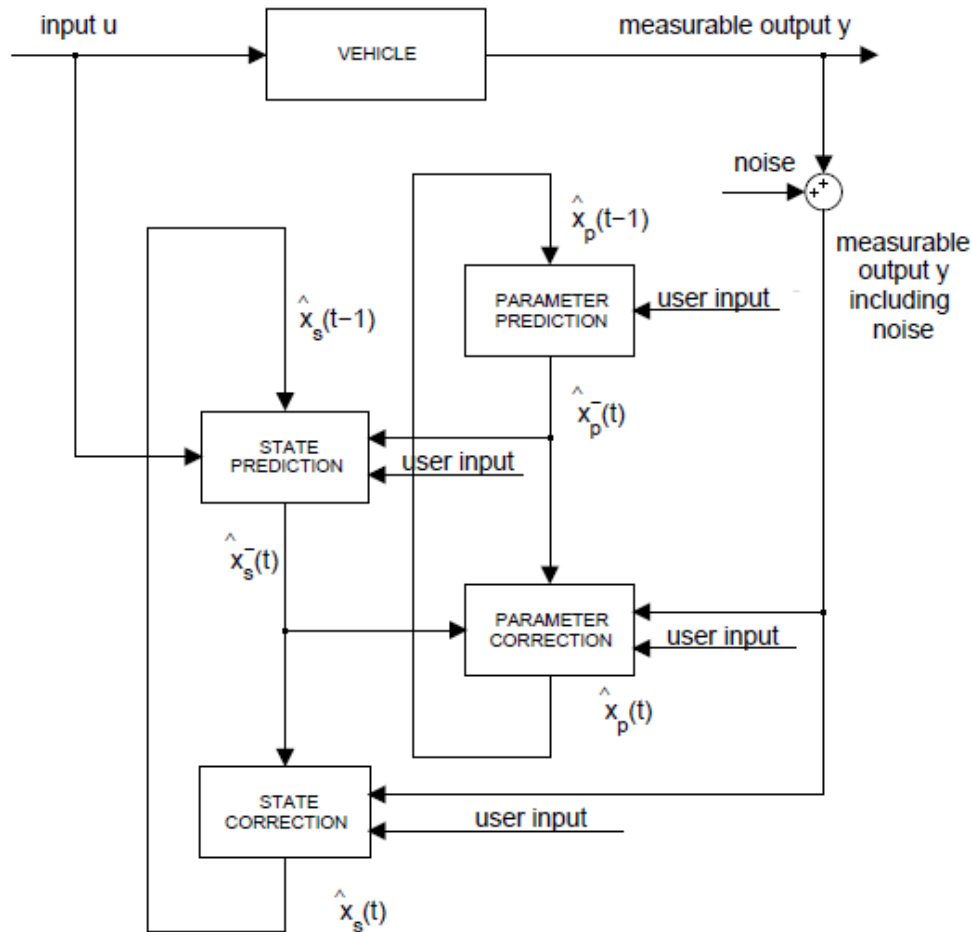 input u
VEHICLE
measurable output y
noise
+
+
measurable
output y
including
noise
x̂p(t−1)
PARAMETER
PREDICTION
user input
x̂s(t−1)
x̂p−(t)
STATE
PREDICTION
user input
x̂s−(t)
PARAMETER
CORRECTION
user input
x̂p(t)
STATE
CORRECTION
user input
x̂s(t)